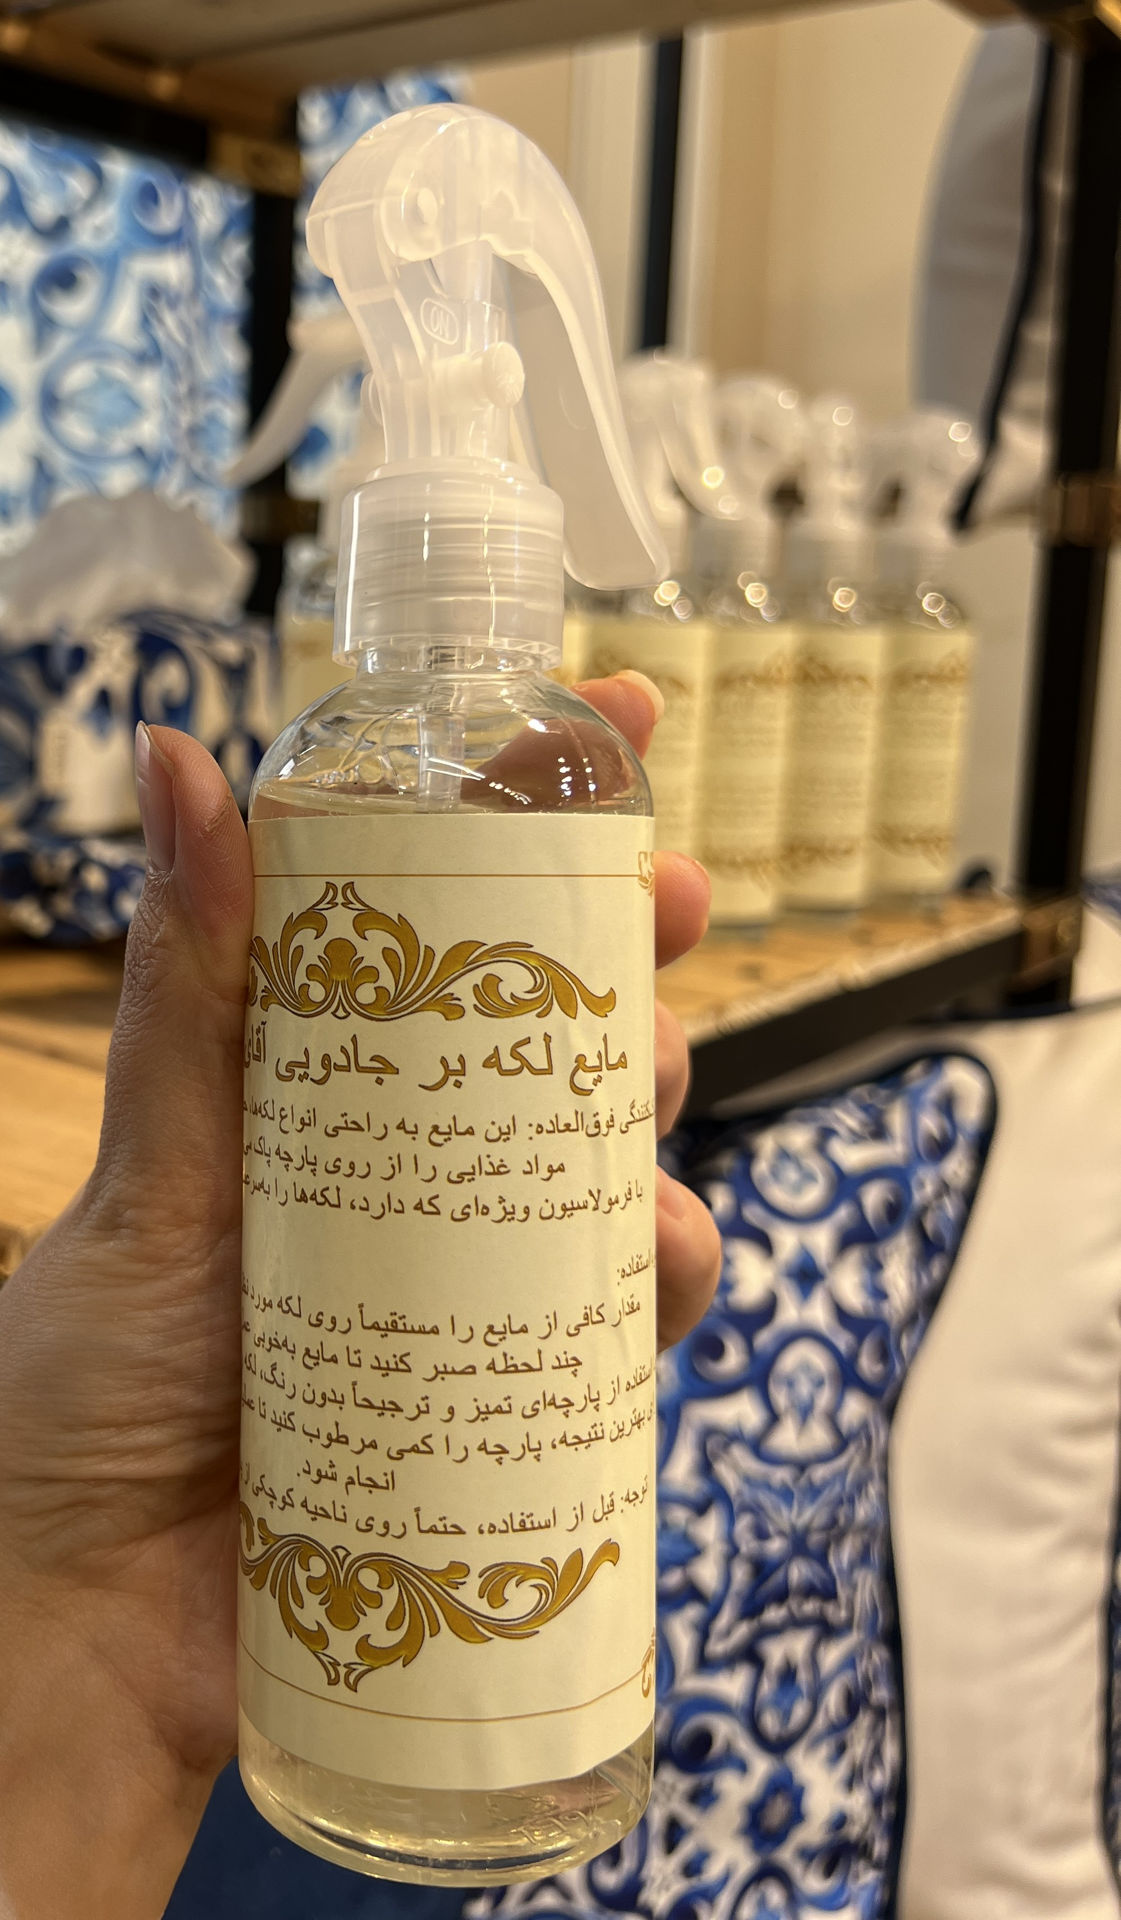 ON
مایع لکه بر جادویی آقای
فوق‌العاده: این مایع به راحتی انواع لکه‌ها،
مواد غذایی را از روی پارچه پاک
با فرمولاسیون ویژه‌ای که دارد، لکه‌ها را
استفاده:
مقدار کافی از مایع را مستقیماً روی لکه مورد
چند لحظه صبر کنید تا مایع به‌خوبی
استفاده از پارچه‌ای تمیز و ترجیحاً بدون رنگ، لکه
بهترین نتیجه، پارچه را کمی مرطوب کنید تا
انجام شود.
توجه: قبل از استفاده، حتماً روی ناحیه کوچکی از